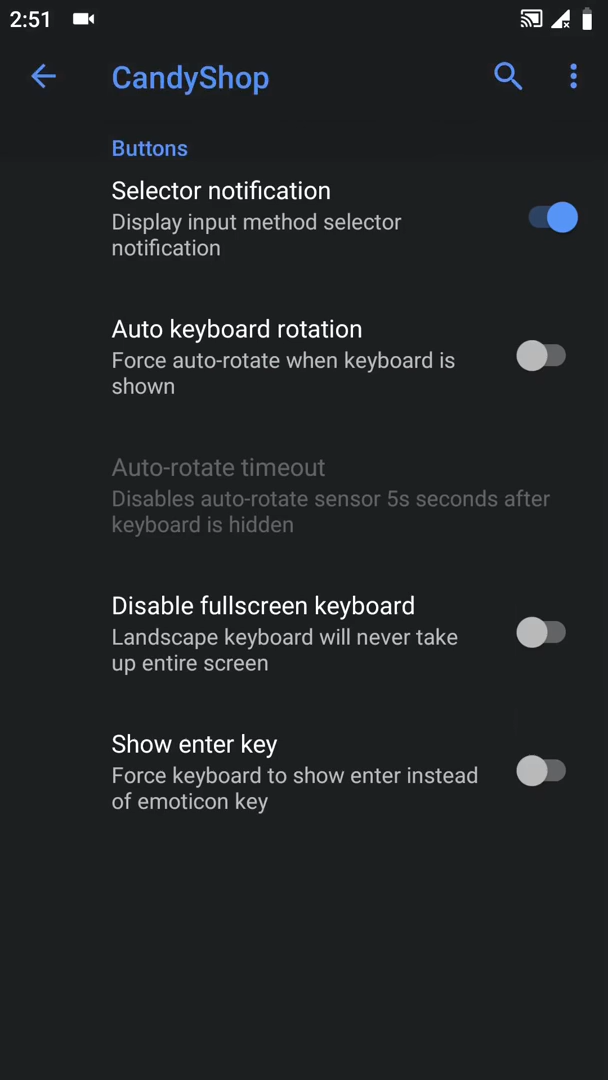 2:51
CandyShop
Buttons
Selector notification
Display input method selector
notification
Auto keyboard rotation
Force auto-rotate when keyboard is
shown
Auto-rotate timeout
Disables auto-rotate sensor 5s seconds after
keyboard is hidden
Disable fullscreen keyboard
Landscape keyboard will never take
up entire screen
Show enter key
Force keyboard to show enter instead
of emoticon key